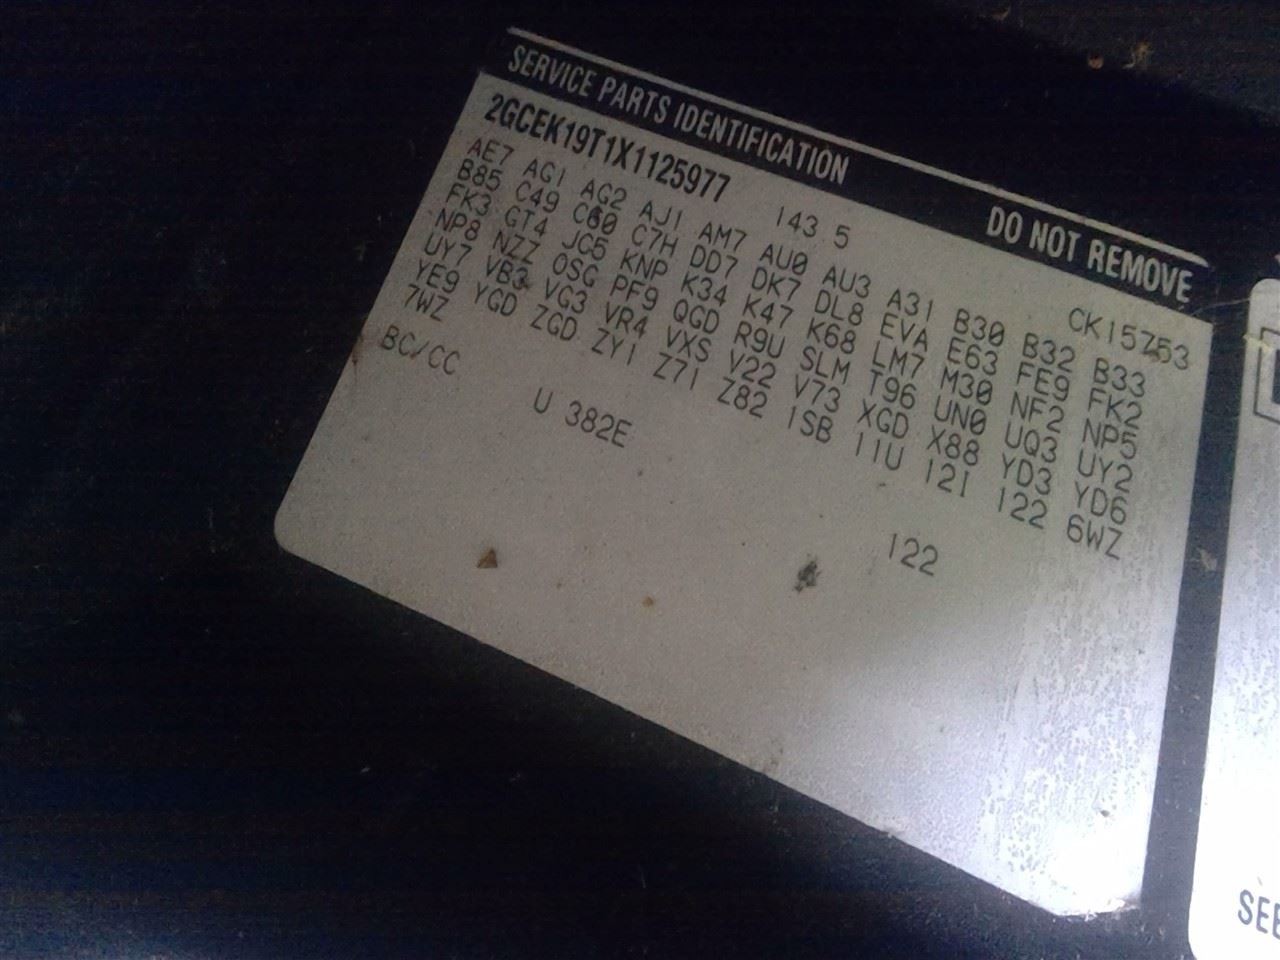 SERVICE PARTS IDENTIFICATION DO NOT REMOVE
2GCEK19T1X1125977 143 5 CK15753
AE7 AG1 AG2 AJ1 AM7 AU0 AU3 A31 B30 B32 B33
B85 C49 C60 C7H DD7 DK7 DL8 EVA E63 FE9 FK2
FK3 GT4 JC5 KNP K34 K47 K68 LM7 M30 NF2 NP5
NP8 NZZ OSG PF9 QGD R9U SLM T96 UN0 UQ3 UY2
UY7 VB3 VG3 VR4 VXS V22 V73 XGD X88 YD3 YD6
YE9 YGD ZGD ZY1 Z71 Z82 1SB 11U 121 122 6WZ
7WZ
BC/CC U 382E 122
SEE